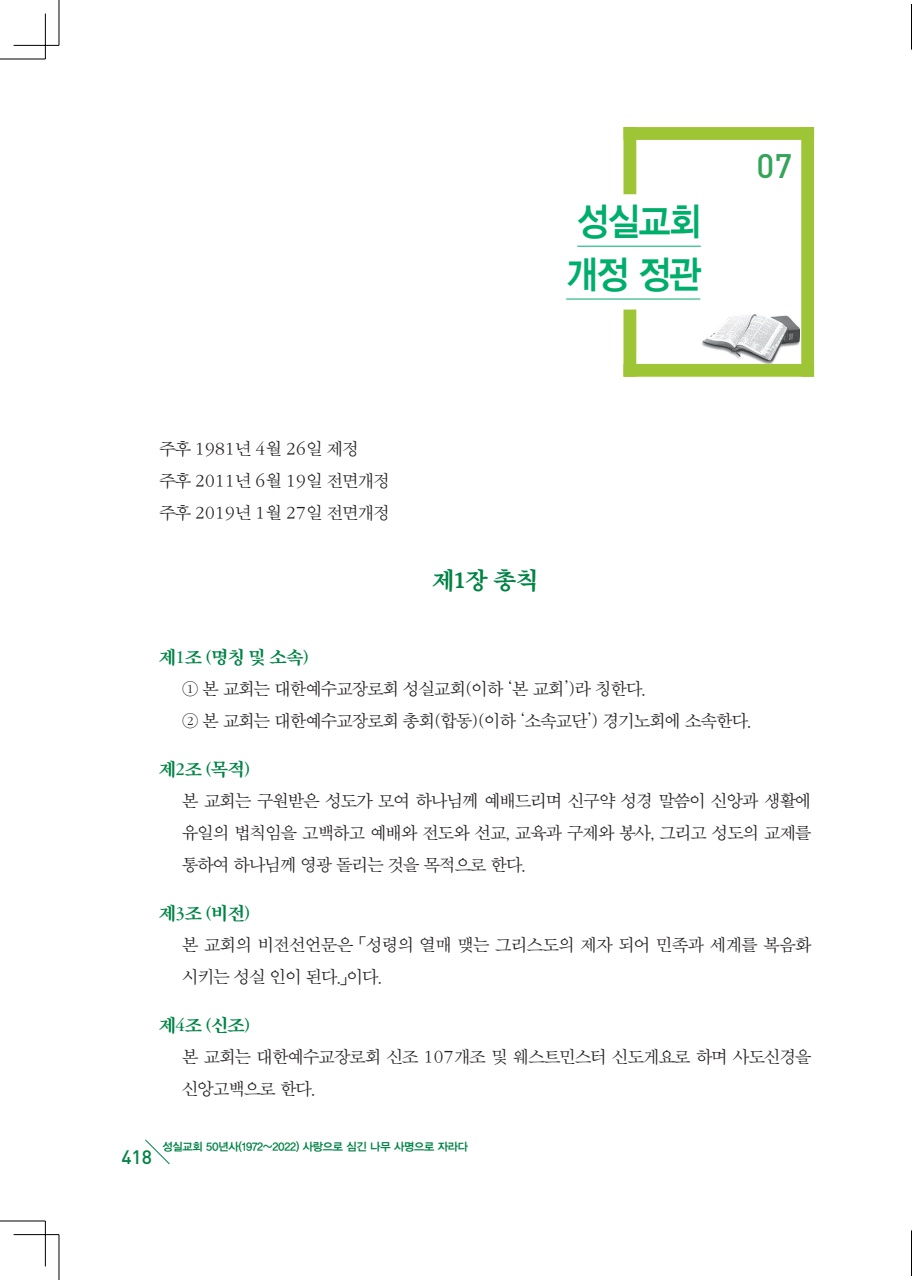 07
성실교회
개정 정관
주후 1981년 4월 26일 제정
주후 2011년 6월 19일 전면개정
주후 2019년 1월 27일 전면개정
제1장 총칙
제1조 (명칭 및 소속)
① 본 교회는 대한예수교장로회 성실교회(이하 ‘본 교회’)라 칭한다.
② 본 교회는 대한예수교장로회 총회(합동)(이하 ‘소속교단’) 경기노회에 소속한다.
제2조 (목적)
본 교회는 구원받은 성도가 모여 하나님께 예배드리며 신구약 성경 말씀이 신앙과 생활에
유일의 법칙임을 고백하고 예배와 전도와 선교, 교육과 구제와 봉사, 그리고 성도의 교제를
통하여 하나님께 영광 돌리는 것을 목적으로 한다.
제3조 (비전)
본 교회의 비전선언문은 「성령의 열매 맺는 그리스도의 제자 되어 민족과 세계를 복음화
시키는 성실 인이 된다.」이다.
제4조 (신조)
본 교회는 대한예수교장로회 신조 107개조 및 웨스트민스터 신도게요로 하며 사도신경을
신앙고백으로 한다.
418 성실교회 50년사(1972~2022) 사랑으로 심긴 나무 사명으로 자라다